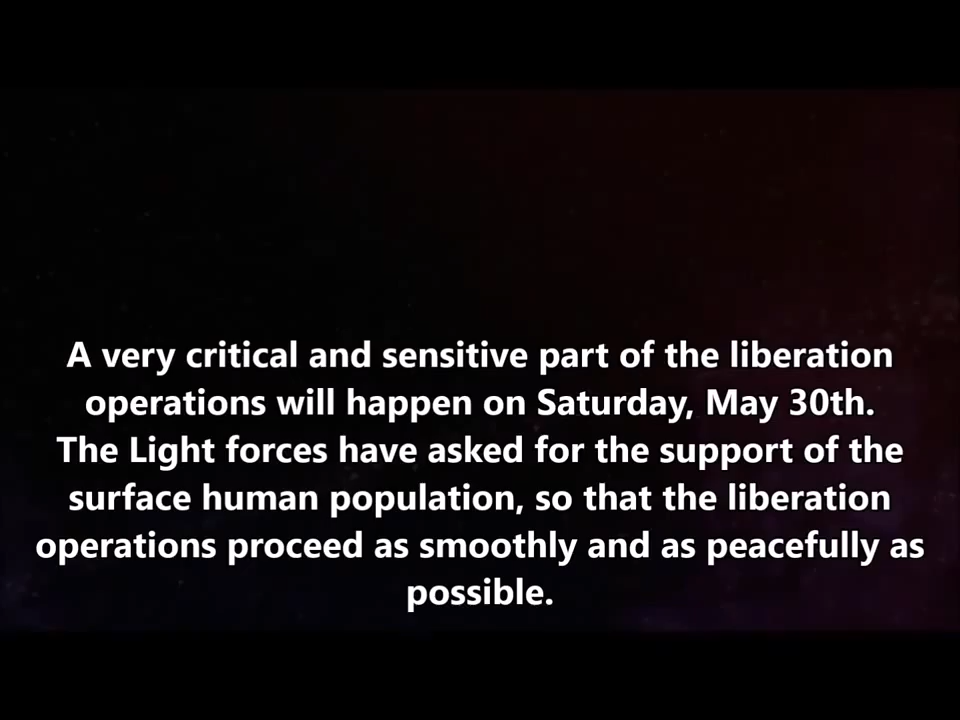 A very critical and sensitive part of the liberation
operations will happen on Saturday, May 30th.
The Light forces have asked for the support of the
surface human population, so that the liberation
operations proceed as smoothly and as peacefully as
possible.